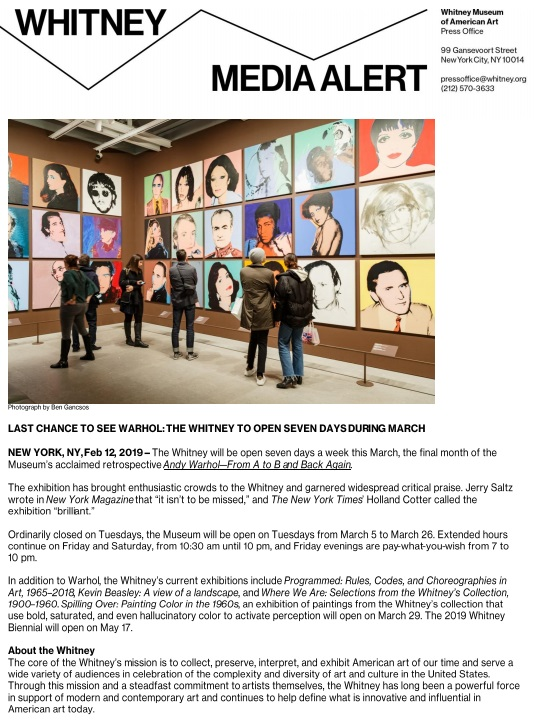 WHITNEY
MEDIA ALERT
Whitney Museum
of American Art
Press Office
99 Gansevoort Street
New York City, NY 10014
pressoffice@whitney.org
(212) 570-3633
Photograph by Ben Gancsos
LAST CHANCE TO SEE WARHOL: THE WHITNEY TO OPEN SEVEN DAYS DURING MARCH
NEW YORK, NY, Feb 12, 2019 – The Whitney will be open seven days a week this March, the final month of the
Museum's acclaimed retrospective Andy Warhol—From A to B and Back Again.
The exhibition has brought enthusiastic crowds to the Whitney and garnered widespread critical praise. Jerry Saltz
wrote in New York Magazine that "it isn't to be missed," and The New York Times' Holland Cotter called the
exhibition "brilliant."
Ordinarily closed on Tuesdays, the Museum will be open on Tuesdays from March 5 to March 26. Extended hours
continue on Friday and Saturday, from 10:30 am until 10 pm, and Friday evenings are pay-what-you-wish from 7 to
10 pm.
In addition to Warhol, the Whitney's current exhibitions include Programmed: Rules, Codes, and Choreographies in
Art, 1965–2018, Kevin Beasley: A view of a landscape, and Where We Are: Selections from the Whitney's Collection,
1900–1960. Spilling Over: Painting Color in the 1960s, an exhibition of paintings from the Whitney's collection that
use bold, saturated, and even hallucinatory color to activate perception will open on March 29. The 2019 Whitney
Biennial will open on May 17.
About the Whitney
The core of the Whitney's mission is to collect, preserve, interpret, and exhibit American art of our time and serve a
wide variety of audiences in celebration of the complexity and diversity of art and culture in the United States.
Through this mission and a steadfast commitment to artists themselves, the Whitney has long been a powerful force
in support of modern and contemporary art and continues to help define what is innovative and influential in
American art today.